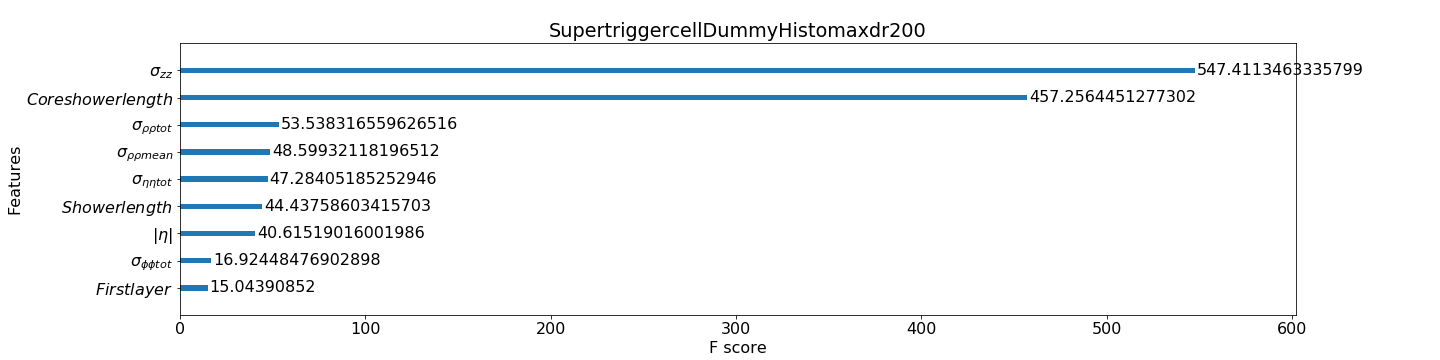 SupertriggercellDummyHistomaxdr200
σzz 547.4113463335799
Coreshowerlength 457.2564451277302
σρρtot 53.538316559626516
σρρmean 48.59932118196512
σηηtot 47.28405185252946
Showerlength 44.43758603415703
|η| 40.61519016001986
σϕϕtot 16.92448476902898
Firstlayer 15.04390852
Features
0 100 200 300 400 500 600
F score